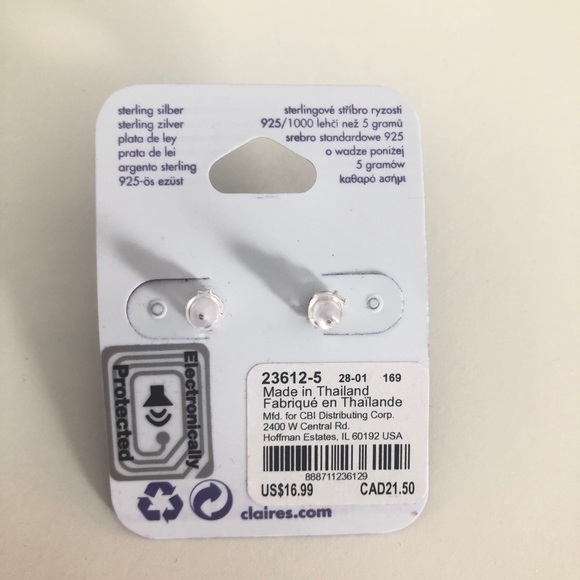 sterling silber
sterling zilver
plata de ley
prata de lei
argento sterling
925-ös ezüst
sterlingové stříbro ryzosti
925/1000 lehčí než 5 gramů
srebro standardowe 925
o wadze poniżej
5 gramów
καθαρό ασήμι
Electronically
Protected
23612-5 28-01 169
Made in Thailand
Fabriqué en Thaïlande
Mfd. for CBI Distributing Corp.
2400 W Central Rd.
Hoffman Estates, IL 60192 USA
888711236129
US$16.99 CAD21.50
claires.com